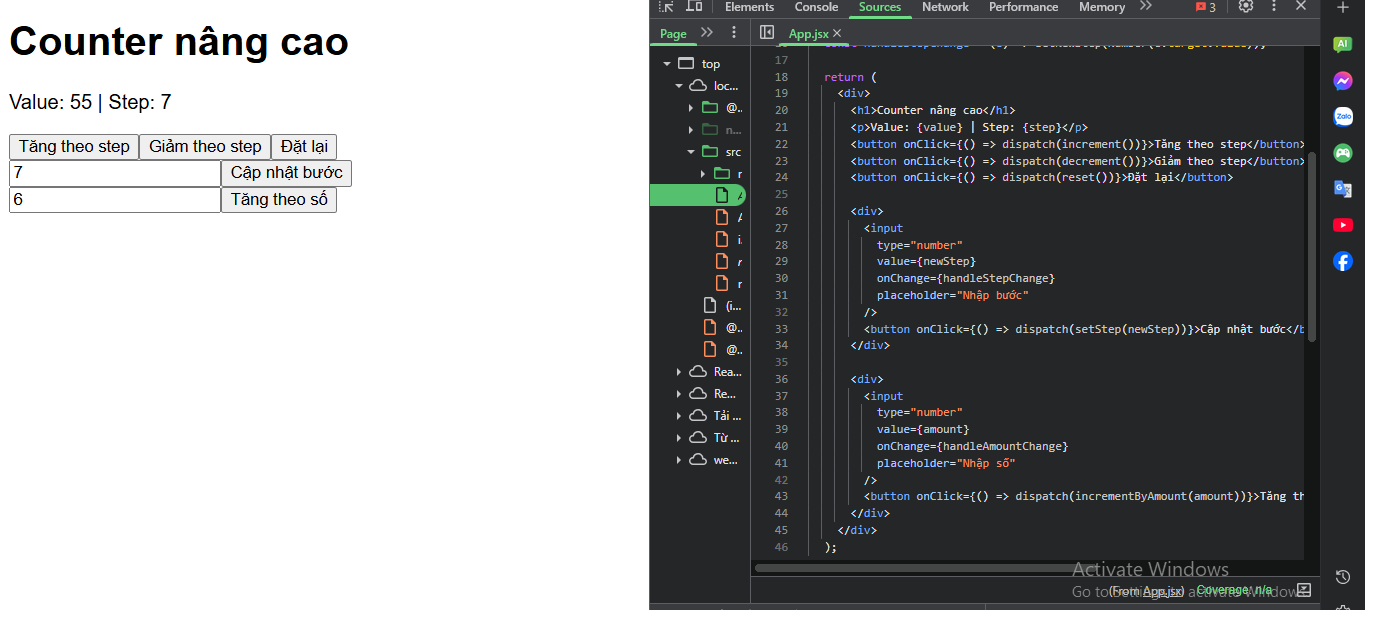 Counter nâng cao
Value: 55 | Step: 7
Tăng theo step Giảm theo step Đặt lại
7 Cập nhật bước
6 Tăng theo số
Elements Console Sources Network Performance Memory 3
Page
App.jsx
top
loc...
@..
n...
src
r
A
i.
r
r
(i...
@..
@..
Rea...
Re...
Tải ...
Từ ...
we...
17
18 return (
19 <div>
20 <h1>Counter nâng cao</h1>
21 <p>Value: {value} | Step: {step}</p>
22 <button onClick={() => dispatch(increment())}>Tăng theo step</button>
23 <button onClick={() => dispatch(decrement())}>Giảm theo step</button>
24 <button onClick={() => dispatch(reset())}>Đặt lại</button>
25
26 <div>
27 <input
28 type="number"
29 value={newStep}
30 onChange={handleStepChange}
31 placeholder="Nhập bước"
32 />
33 <button onClick={() => dispatch(setStep(newStep))}>Cập nhật bước</b
34 </div>
35
36 <div>
37 <input
38 type="number"
39 value={amount}
40 onChange={handleAmountChange}
41 placeholder="Nhập số"
42 />
43 <button onClick={() => dispatch(incrementByAmount(amount))}>Tăng th
44 </div>
45 </div>
46 );
Activate Windows
Go to Settings to activate Windows.
(From App.jsx) Coverage: n/a
AI
Zalo